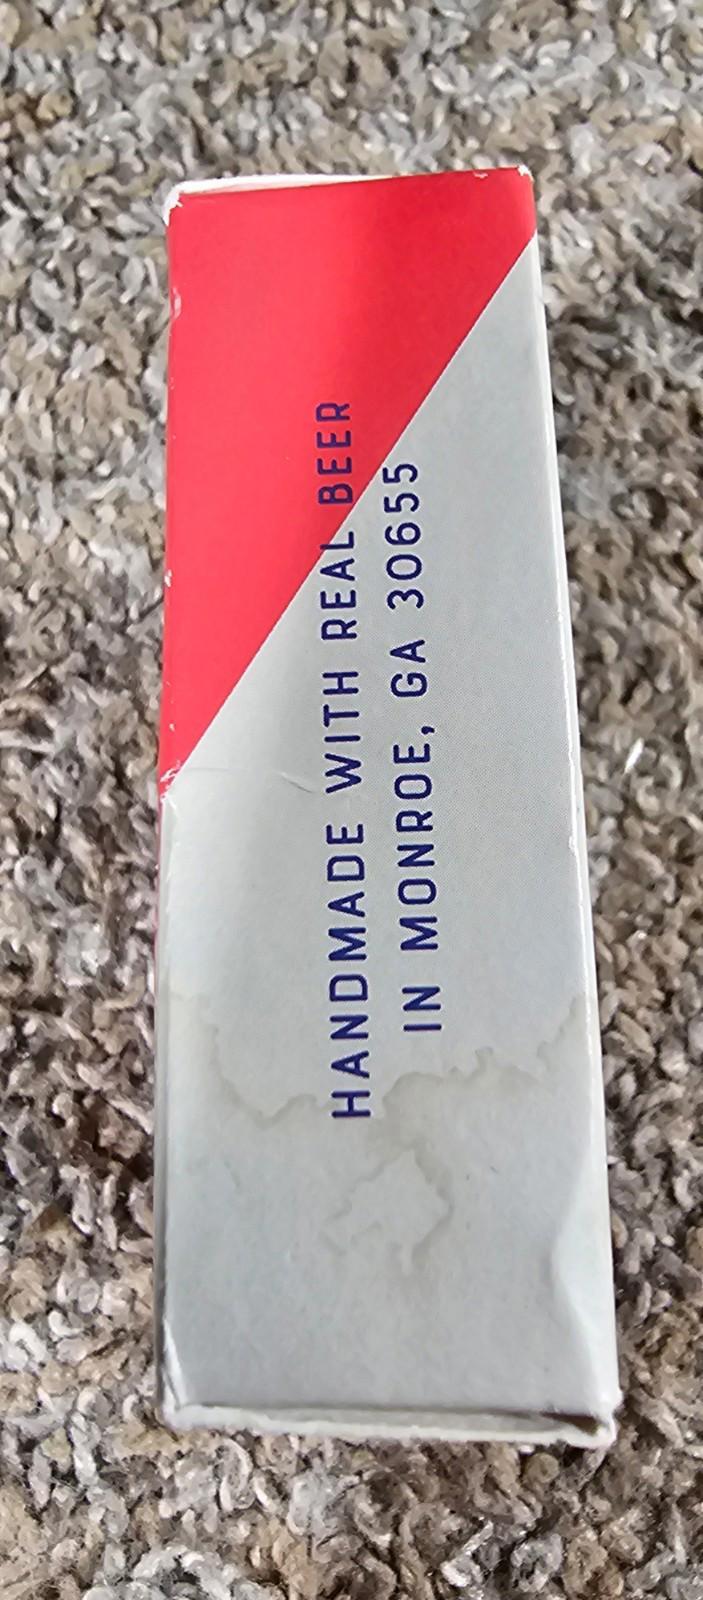 HANDMADE WITH REAL BEER
IN MONROE, GA 30655